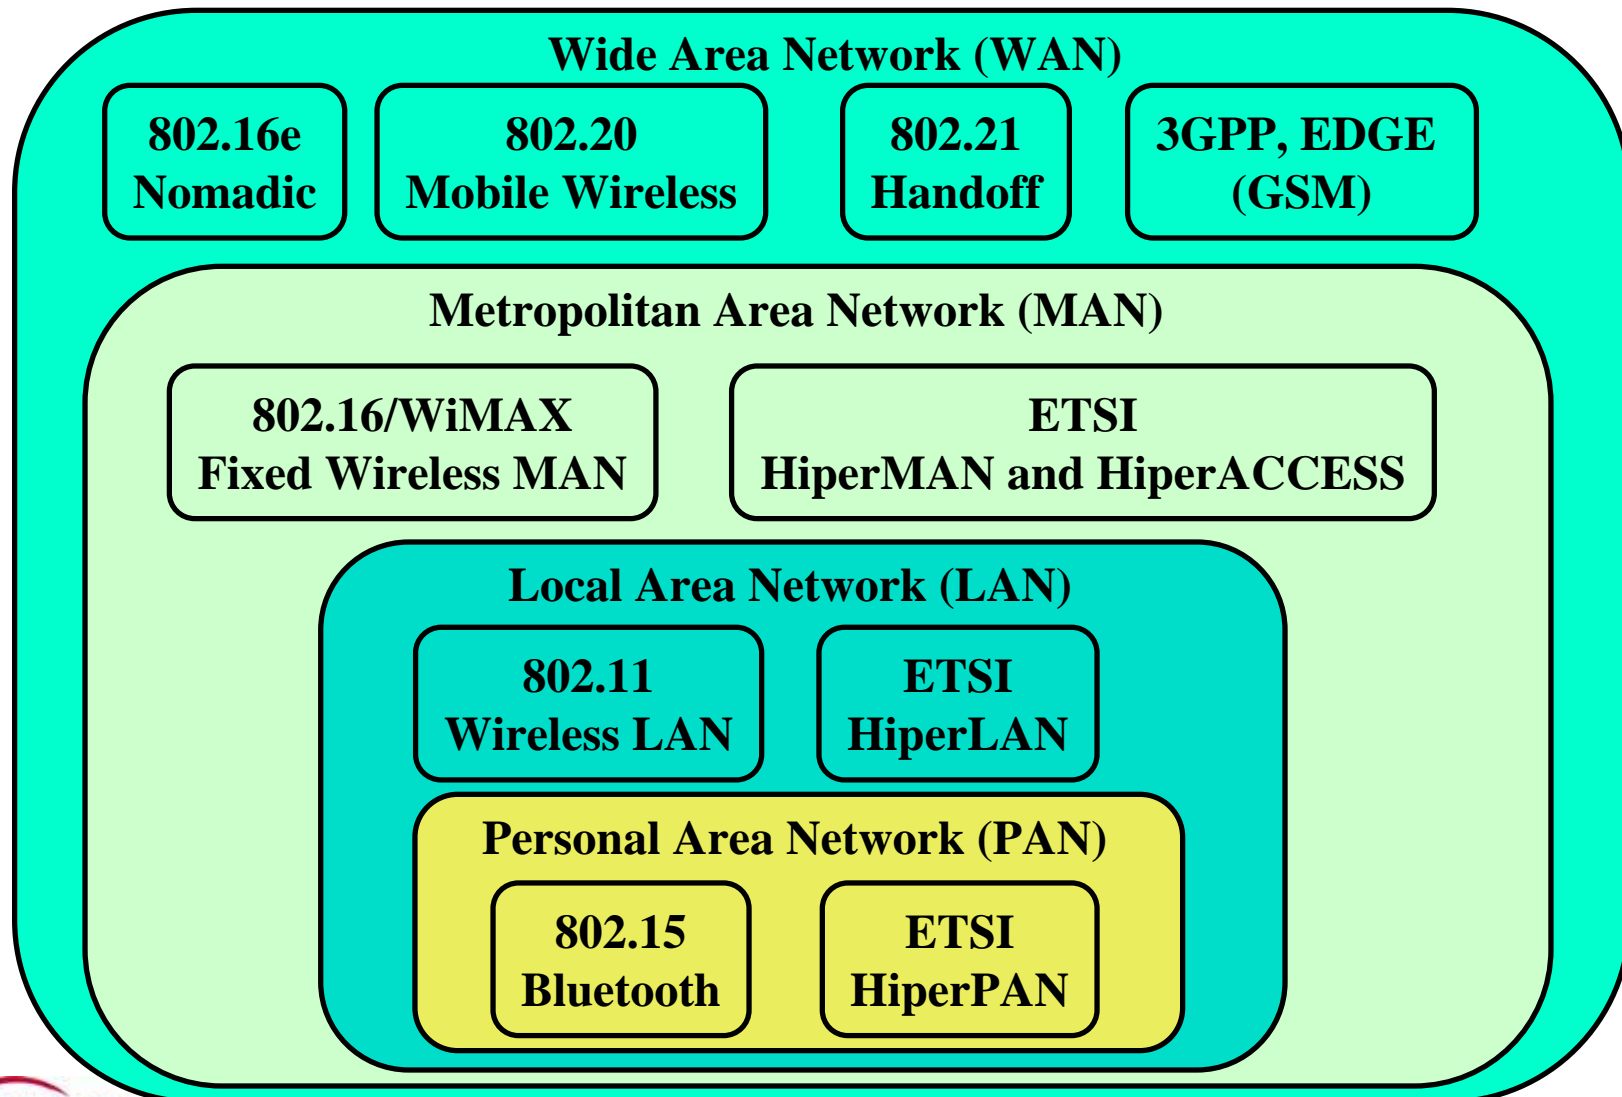 Wide Area Network (WAN)
802.16e
Nomadic
802.20
Mobile Wireless
802.21
Handoff
3GPP, EDGE
(GSM)
Metropolitan Area Network (MAN)
802.16/WiMAX
Fixed Wireless MAN
ETSI
HiperMAN and HiperACCESS
Local Area Network (LAN)
802.11
Wireless LAN
ETSI
HiperLAN
Personal Area Network (PAN)
802.15
Bluetooth
ETSI
HiperPAN